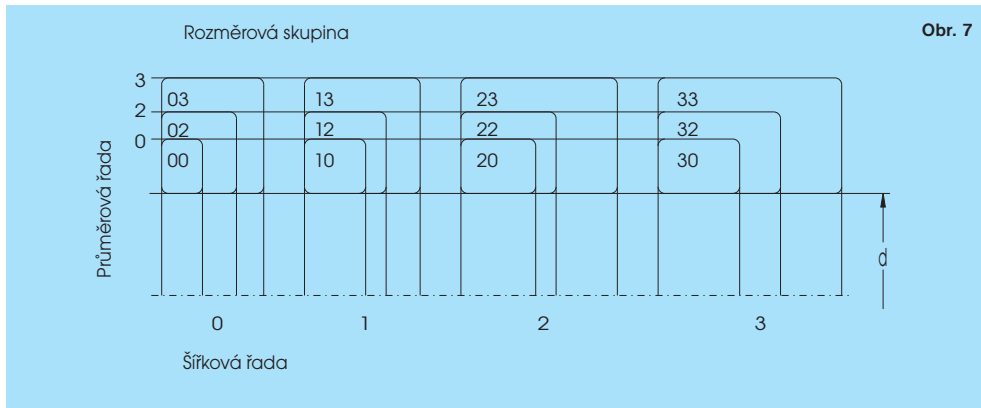 Rozměrová skupina
Obr. 7
3
03 13 23 33
2
02 12 22 32
0
00 10 20 30
Průměrová řada
d
0 1 2 3
Šířková řada